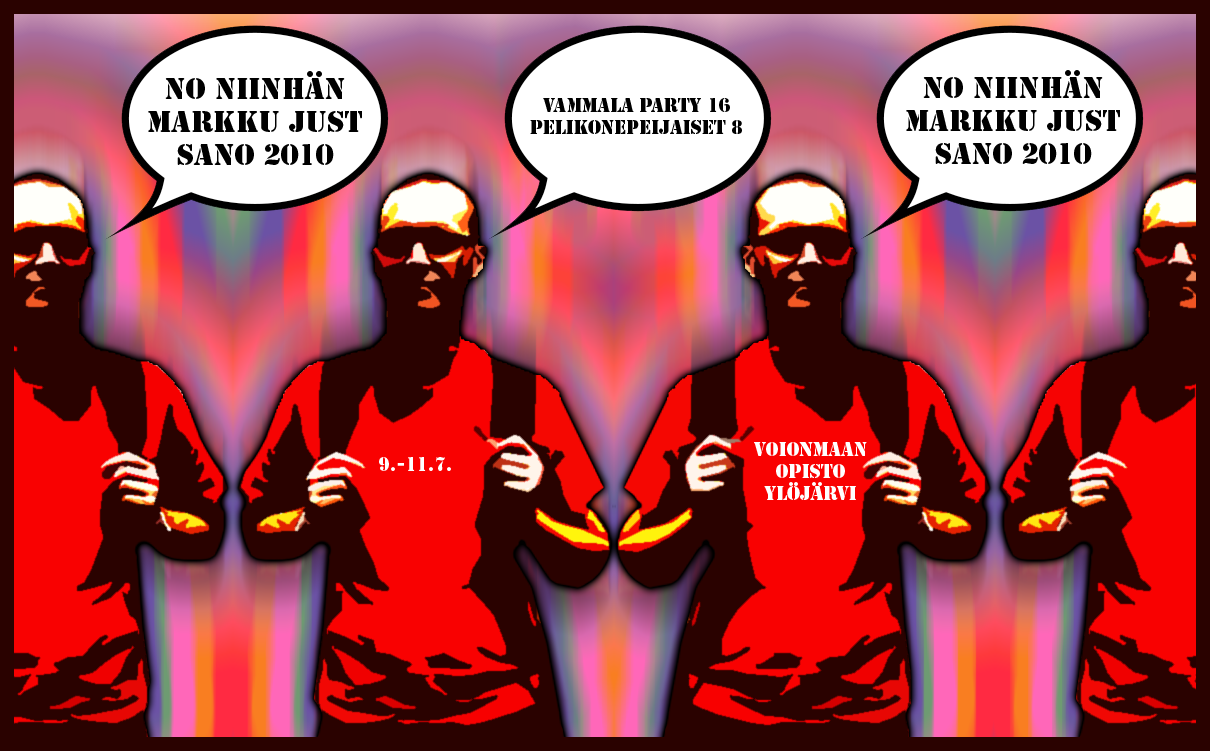 NO NIINHÄN
MARKKU JUST
SANO 2010
VAMMALA PARTY 16
PELIKONEPEIJAISET 8
NO NIINHÄN
MARKKU JUST
SANO 2010
9.-11.7.
VOIONMAAN
OPISTO
YLÖJÄRVI